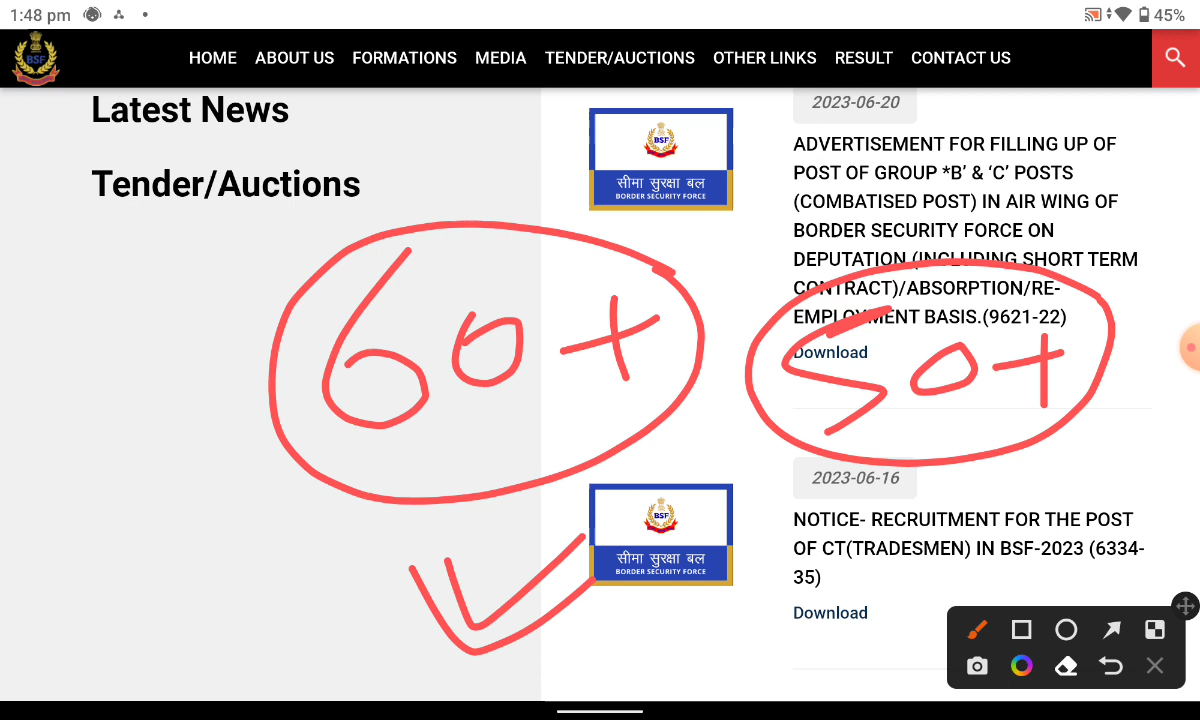 1:48 pm
45%
BSF
HOME ABOUT US FORMATIONS MEDIA TENDER/AUCTIONS OTHER LINKS RESULT CONTACT US
Latest News
Tender/Auctions
BSF
सीमा सुरक्षा बल
BORDER SECURITY FORCE
2023-06-20
ADVERTISEMENT FOR FILLING UP OF
POST OF GROUP *B’ & ‘C’ POSTS
(COMBATISED POST) IN AIR WING OF
BORDER SECURITY FORCE ON
DEPUTATION (INCLUDING SHORT TERM
CONTRACT)/ABSORPTION/RE-
EMPLOYMENT BASIS.(9621-22)
Download
60+
50+
BSF
सीमा सुरक्षा बल
BORDER SECURITY FORCE
2023-06-16
NOTICE- RECRUITMENT FOR THE POST
OF CT(TRADESMEN) IN BSF-2023 (6334-
35)
Download